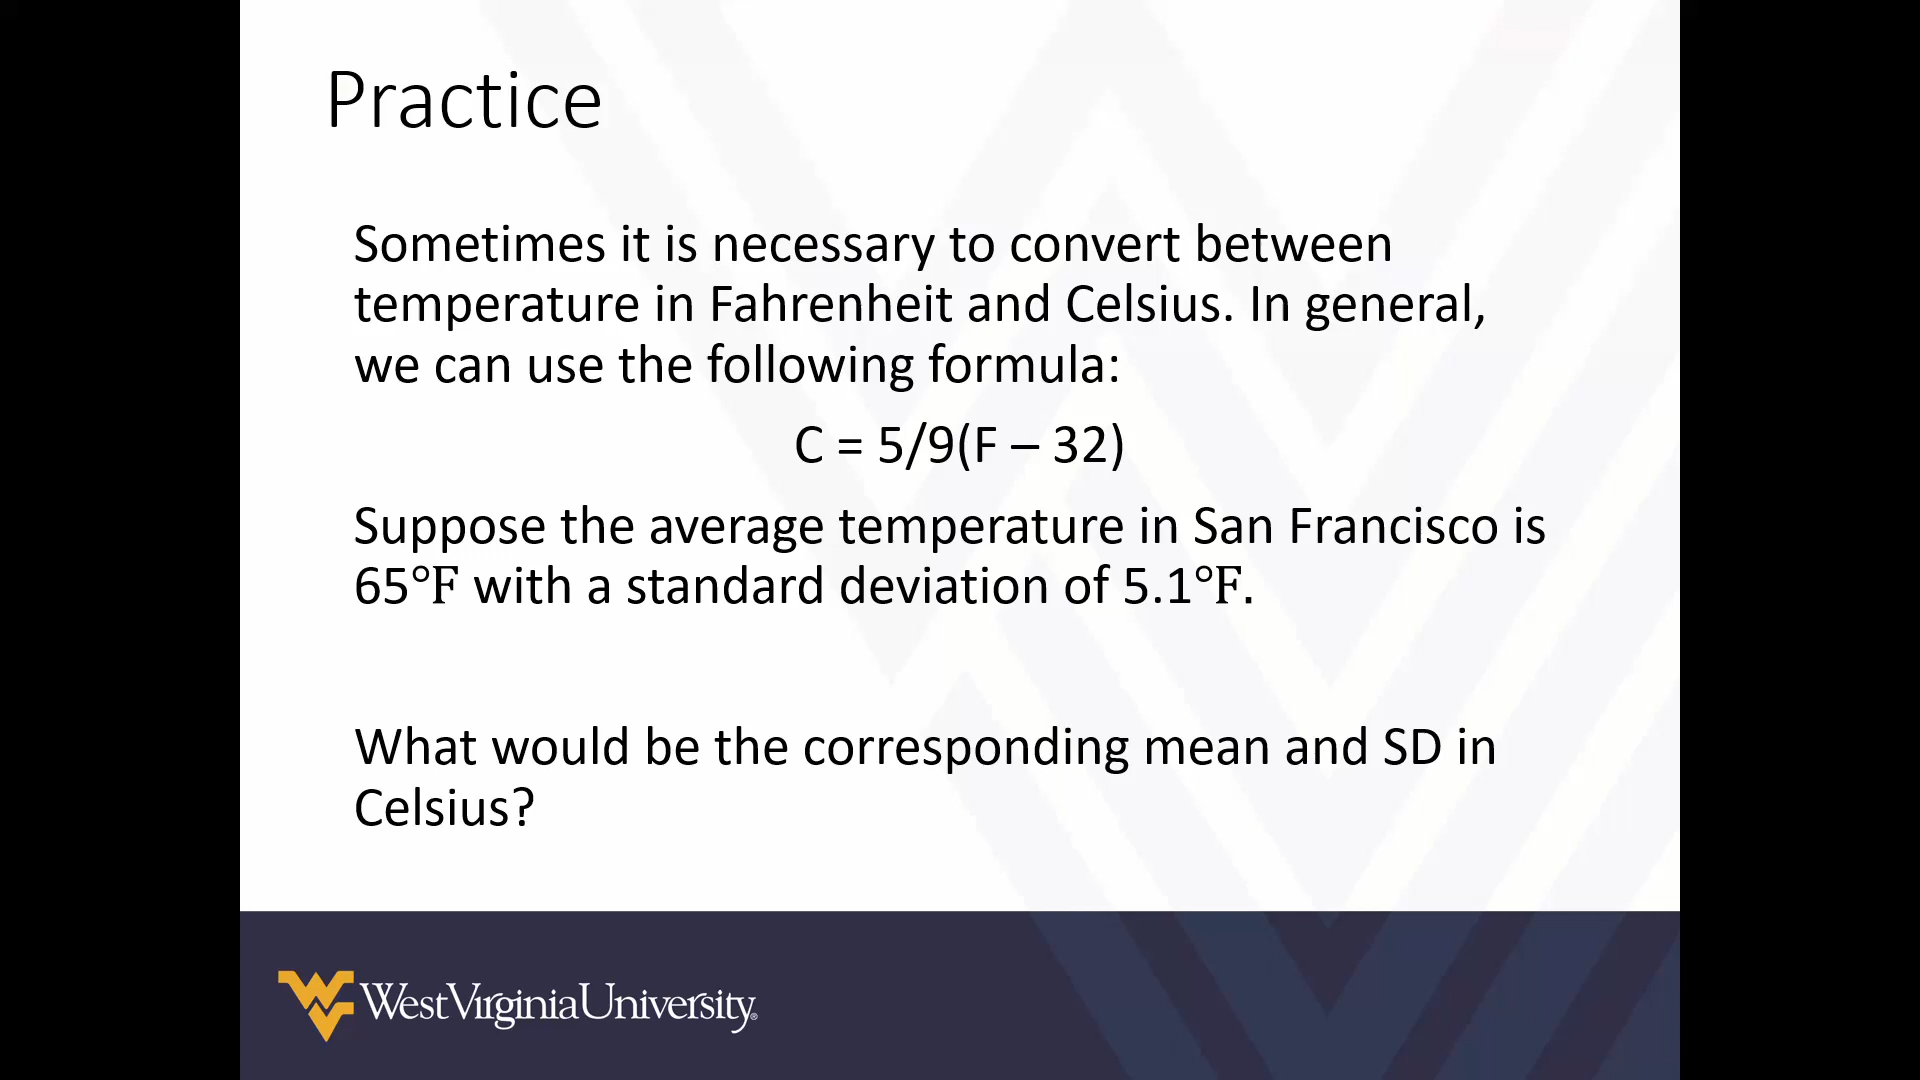 Practice
Sometimes it is necessary to convert between
temperature in Fahrenheit and Celsius. In general,
we can use the following formula:
C = 5/9(F – 32)
Suppose the average temperature in San Francisco is
65°F with a standard deviation of 5.1°F.
What would be the corresponding mean and SD in
Celsius?
WestVirginiaUniversity®